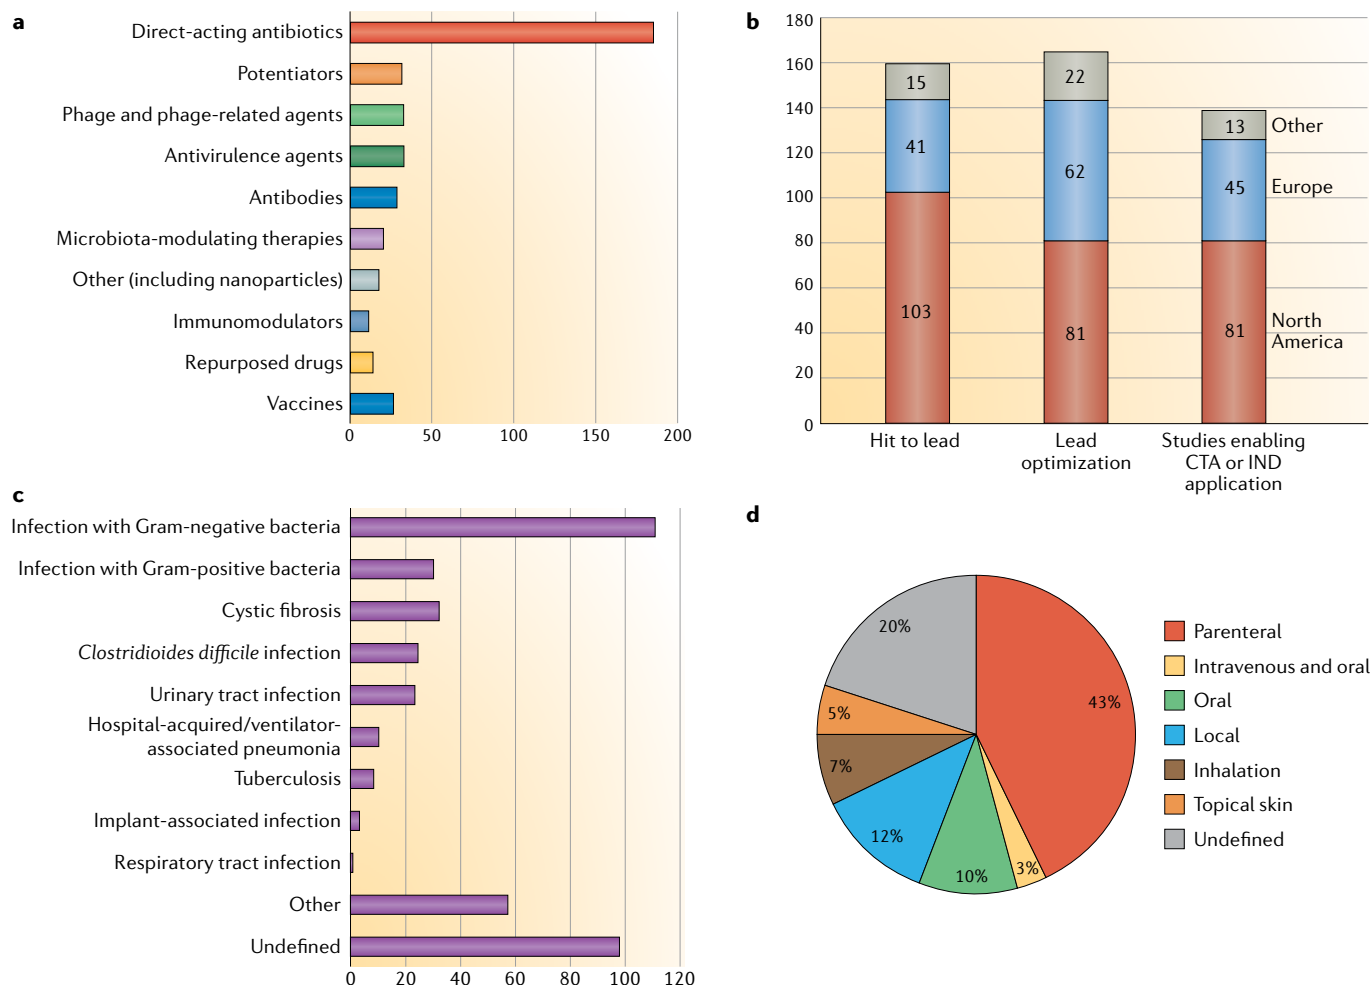 a
Direct-acting antibiotics
Potentiators
Phage and phage-related agents
Antivirulence agents
Antibodies
Microbiota-modulating therapies
Other (including nanoparticles)
Immunomodulators
Repurposed drugs
Vaccines
0 50 100 150 200
b
180
160
140
120
100
80
60
40
20
0
15
41
103
22
62
81
13
45
81
Other
Europe
North
America
Hit to lead
Lead
optimization
Studies enabling
CTA or IND
application
c
Infection with Gram-negative bacteria
Infection with Gram-positive bacteria
Cystic fibrosis
Clostridioides difficile infection
Urinary tract infection
Hospital-acquired/ventilator-
associated pneumonia
Tuberculosis
Implant-associated infection
Respiratory tract infection
Other
Undefined
0 20 40 60 80 100 120
d
20%
43%
5%
7%
12%
10%
3%
Parenteral
Intravenous and oral
Oral
Local
Inhalation
Topical skin
Undefined